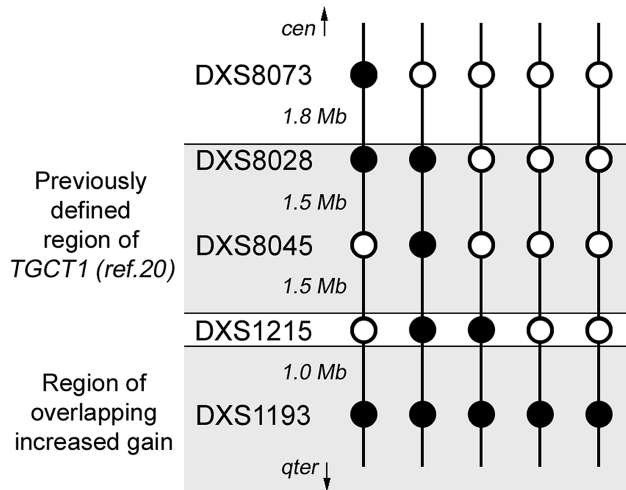 cen
DXS8073
1.8 Mb
DXS8028
Previously
defined
region of
TGCT1 (ref.20)
1.5 Mb
DXS8045
1.5 Mb
DXS1215
Region of
overlapping
increased gain
1.0 Mb
DXS1193
qter